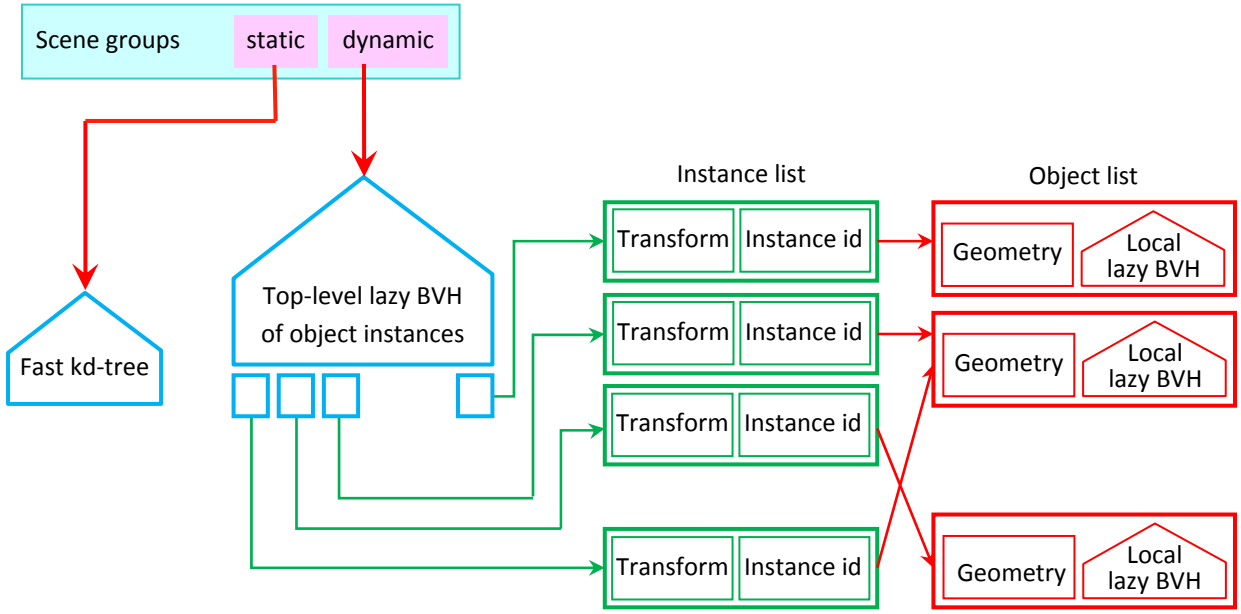 Scene groups
static
dynamic
Instance list
Object list
Transform
Instance id
Geometry
Local
lazy BVH
Top-level lazy BVH
of object instances
Transform
Instance id
Geometry
Local
lazy BVH
Fast kd-tree
Transform
Instance id
Transform
Instance id
Geometry
Local
lazy BVH